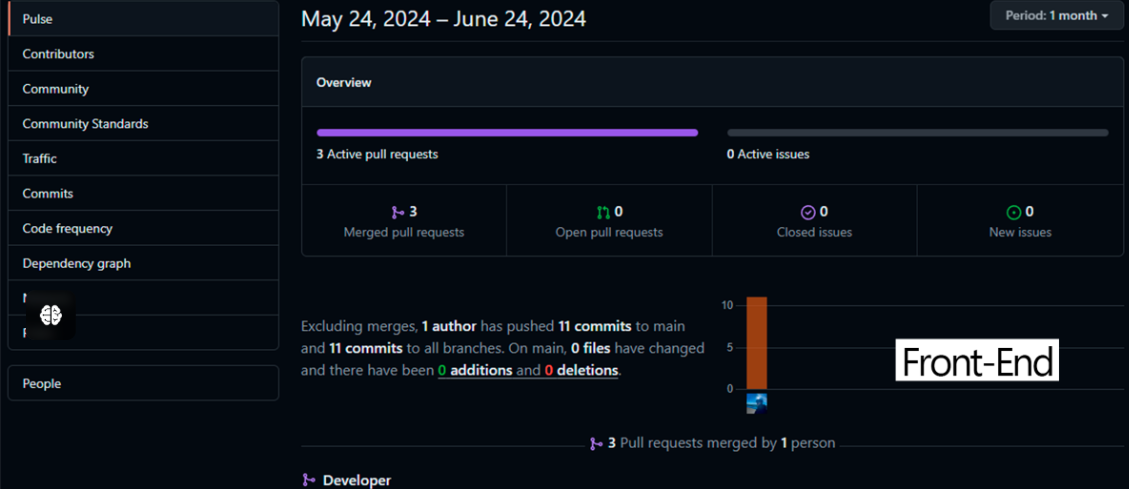 Pulse
Contributors
Community
Community Standards
Traffic
Commits
Code frequency
Dependency graph
People
May 24, 2024 – June 24, 2024
Period: 1 month
Overview
3 Active pull requests
0 Active issues
3
Merged pull requests
0
Open pull requests
0
Closed issues
0
New issues
Excluding merges, 1 author has pushed 11 commits to main
and 11 commits to all branches. On main, 0 files have changed
and there have been 0 additions and 0 deletions.
10
5
0
Front-End
3 Pull requests merged by 1 person
Developer